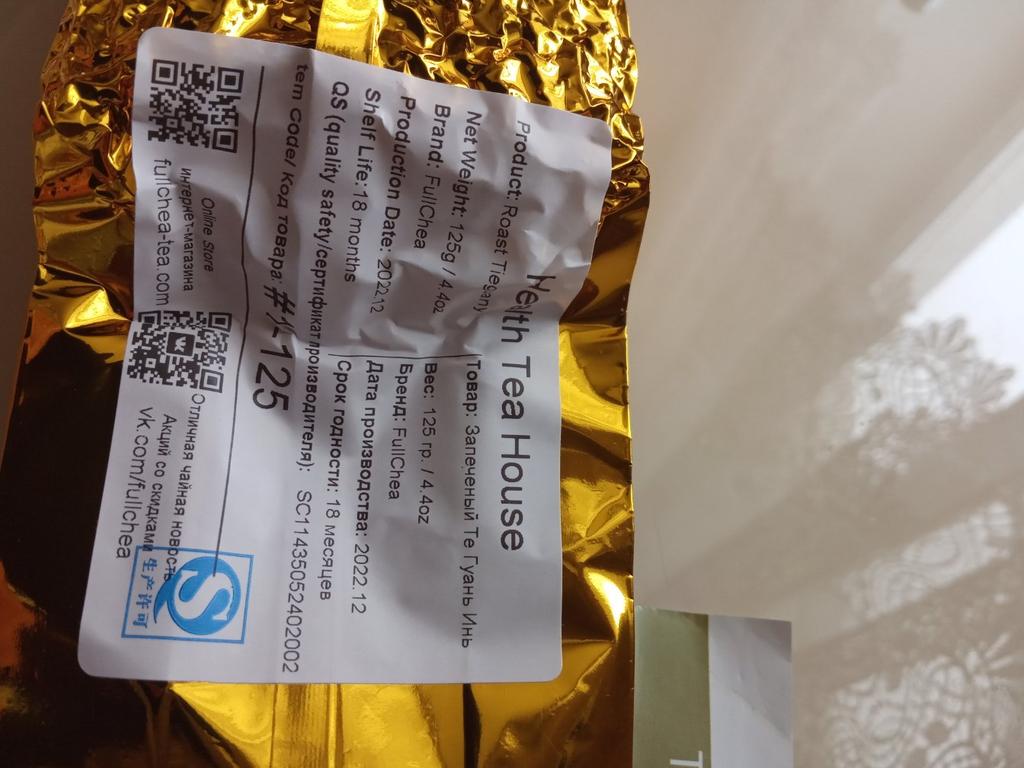 Health Tea House
Product: Roast Tieguany
Net Weight: 125g / 4.4oz
Brand: FullChea
Production Date: 2022.12
Shelf Life: 18 months
Товар: Запеченый Те Гуань Инь
Вес: 125 гр. / 4.4oz
Бренд: FullChea
Дата производства: 2022.12
Срок годности: 18 месяцев
QS (quality safety/сертификат производителя): SC11435052402002
tem Code/ Код товара:
Online Store
интернет-магазина
fullchea-tea.com
Отличная чайная новость
Акций со скидками
vk.com/fullchea
生产许可
T